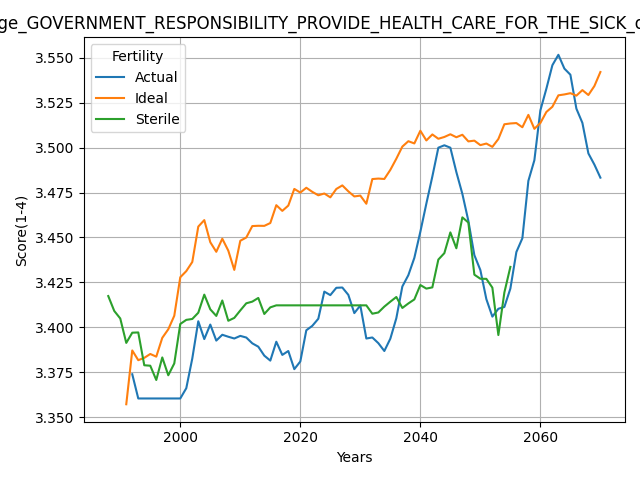 ge_GOVERNMENT_RESPONSIBILITY_PROVIDE_HEALTH_CARE_FOR_THE_SICK_
Fertility
Actual
Ideal
Sterile
Score(1-4)
3.550
3.525
3.500
3.475
3.450
3.425
3.400
3.375
3.350
2000
2020
2040
2060
Years